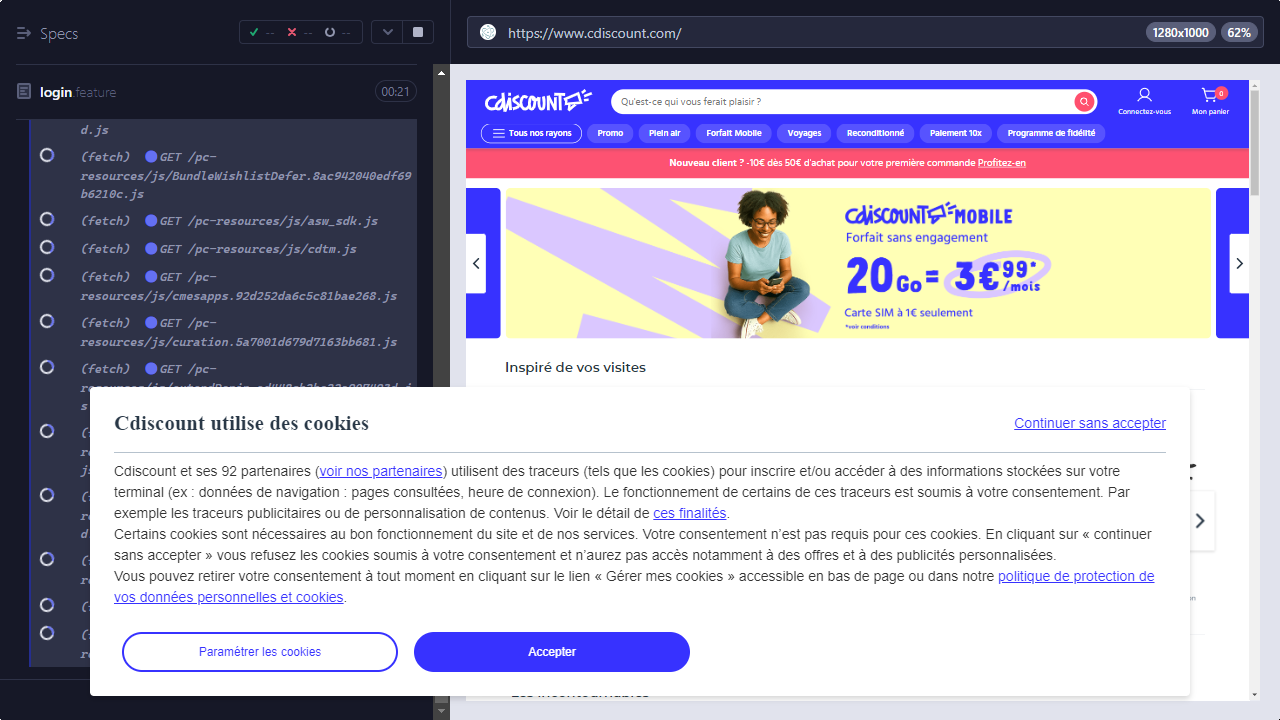 Specs
-- -- --
https://www.cdiscount.com/
1280x1000 62%
login.feature
00:21
d.js
(fetch) GET /pc-
resources/js/BundleWishlistDefer.8ac942040edf69
b6210c.js
(fetch) GET /pc-resources/js/asw_sdk.js
(fetch) GET /pc-resources/js/cdtm.js
(fetch) GET /pc-
resources/js/cmesapps.92d252da6c5c81bae268.js
(fetch) GET /pc-
resources/js/curation.5a7001d679d7163bb681.js
(fetch) GET /pc-
Cdiscount
Qu'est-ce qui vous ferait plaisir ?
Connectez-vous
0
Mon panier
Tous nos rayons Promo Plein air Forfait Mobile Voyages Reconditionné Paiement 10x Programme de fidélité
Nouveau client ? -10€ dès 50€ d'achat pour votre première commande Profitez-en
Cdiscount MOBILE
Forfait sans engagement
20 Go = 3€99* /mois
Carte SIM à 1€ seulement
*voir conditions
Inspiré de vos visites
Cdiscount utilise des cookies
Continuer sans accepter
Cdiscount et ses 92 partenaires (voir nos partenaires) utilisent des traceurs (tels que les cookies) pour inscrire et/ou accéder à des informations stockées sur votre
terminal (ex : données de navigation : pages consultées, heure de connexion). Le fonctionnement de certains de ces traceurs est soumis à votre consentement. Par
exemple les traceurs publicitaires ou de personnalisation de contenus. Voir le détail de ces finalités.
Certains cookies sont nécessaires au bon fonctionnement du site et de nos services. Votre consentement n’est pas requis pour ces cookies. En cliquant sur « continuer
sans accepter » vous refusez les cookies soumis à votre consentement et n’aurez pas accès notamment à des offres et à des publicités personnalisées.
Vous pouvez retirer votre consentement à tout moment en cliquant sur le lien « Gérer mes cookies » accessible en bas de page ou dans notre politique de protection de
vos données personnelles et cookies.
Paramétrer les cookies
Accepter